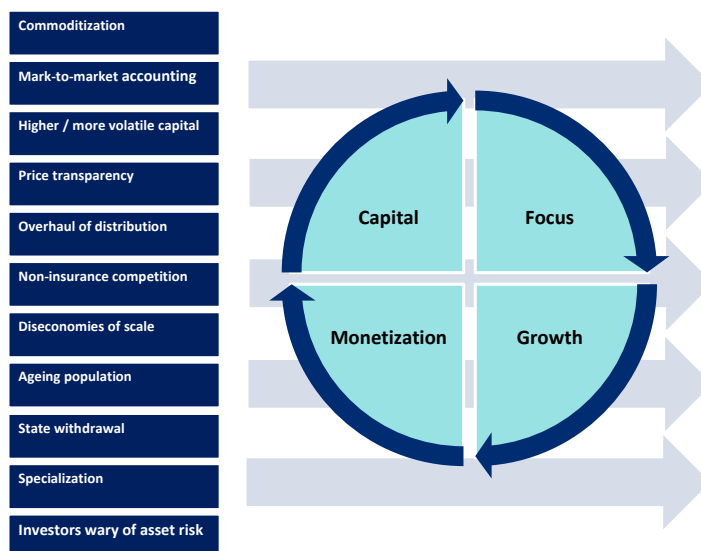 Commoditization
Mark-to-market accounting
Higher / more volatile capital
Price transparency
Overhaul of distribution
Non-insurance competition
Diseconomies of scale
Ageing population
State withdrawal
Specialization
Investors wary of asset risk
Capital
Focus
Monetization
Growth